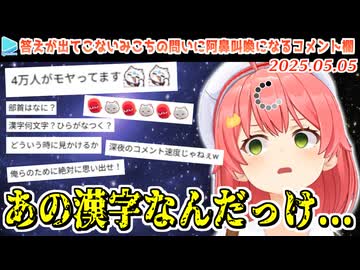 答えが出てこないみこちの問いに阿鼻叫喚になるコメント欄
2025.05.05
4万人がモヤってます
部首はなに?
漢字何文字?ひらがなつく?
どういう時に見かけるか
深夜のコメント速度じゃねぇw
俺らのために絶対に思い出せ!
あの漢字なんだっけ…